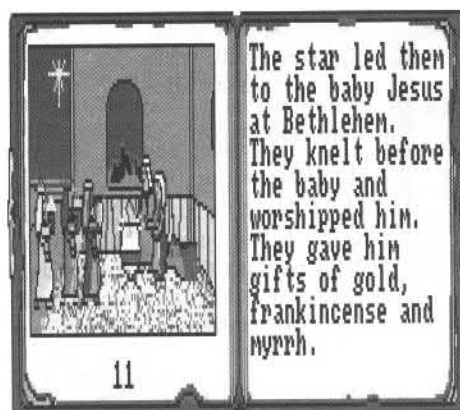 11
The star led them
to the baby Jesus
at Bethlehem.
They knelt before
the baby and
worshipped him.
They gave him
gifts of gold,
frankincense and
myrrh.